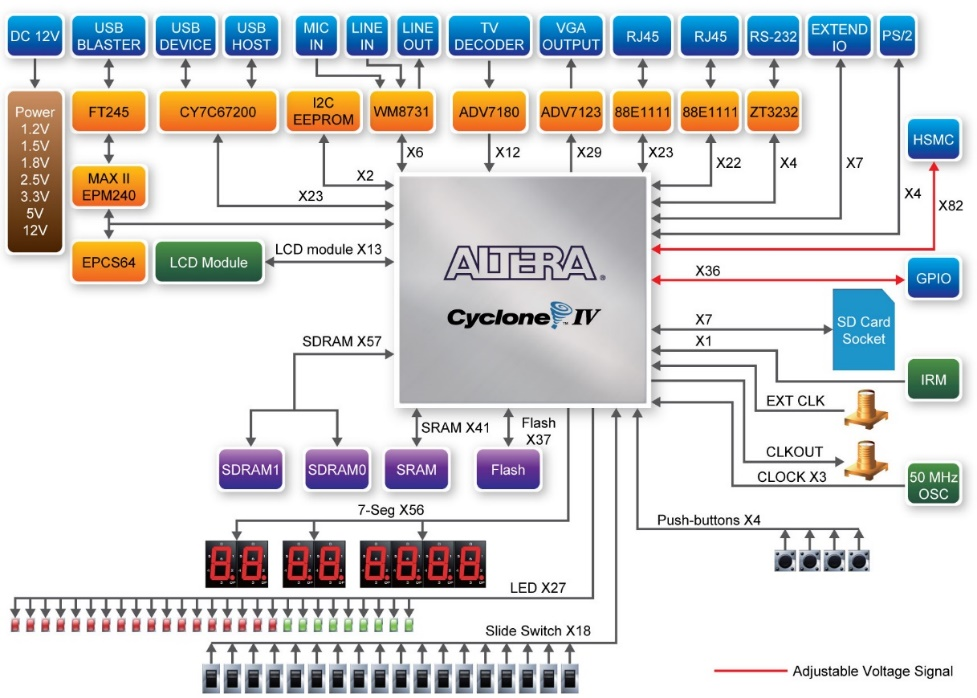 DC 12V
USB
BLASTER
USB
DEVICE
USB
HOST
MIC
IN
LINE
IN
LINE
OUT
TV
DECODER
VGA
OUTPUT
RJ45
RJ45
RS-232
EXTEND
IO
PS/2
Power
1.2V
1.5V
1.8V
2.5V
3.3V
5V
12V
FT245
CY7C67200
I2C
EEPROM
WM8731
ADV7180
ADV7123
88E1111
88E1111
ZT3232
HSMC
X6
X12
X29
X23
X22
X4
X7
X4
X82
MAX II
EPM240
X2
X23
EPCS64
LCD Module
LCD module X13
ALTERA
Cyclone IV
X36
GPIO
X7
SD Card
Socket
X1
IRM
SDRAM X57
EXT CLK
SRAM X41
Flash
X37
CLKOUT
CLOCK X3
50 MHz
OSC
SDRAM1
SDRAM0
SRAM
Flash
7-Seg X56
Push-buttons X4
LED X27
Slide Switch X18
Adjustable Voltage Signal